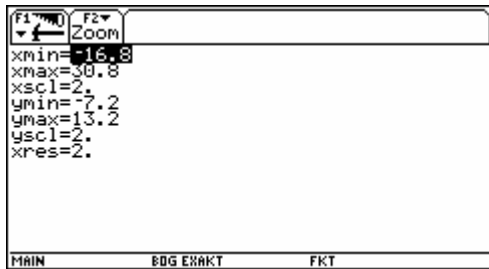 F1 F2
Zoom
xmin=-16.8
xmax=30.8
xscl=2.
ymin=-7.2
ymax=13.2
yscl=2.
xres=2.
MAIN BOG EXAKT FKT